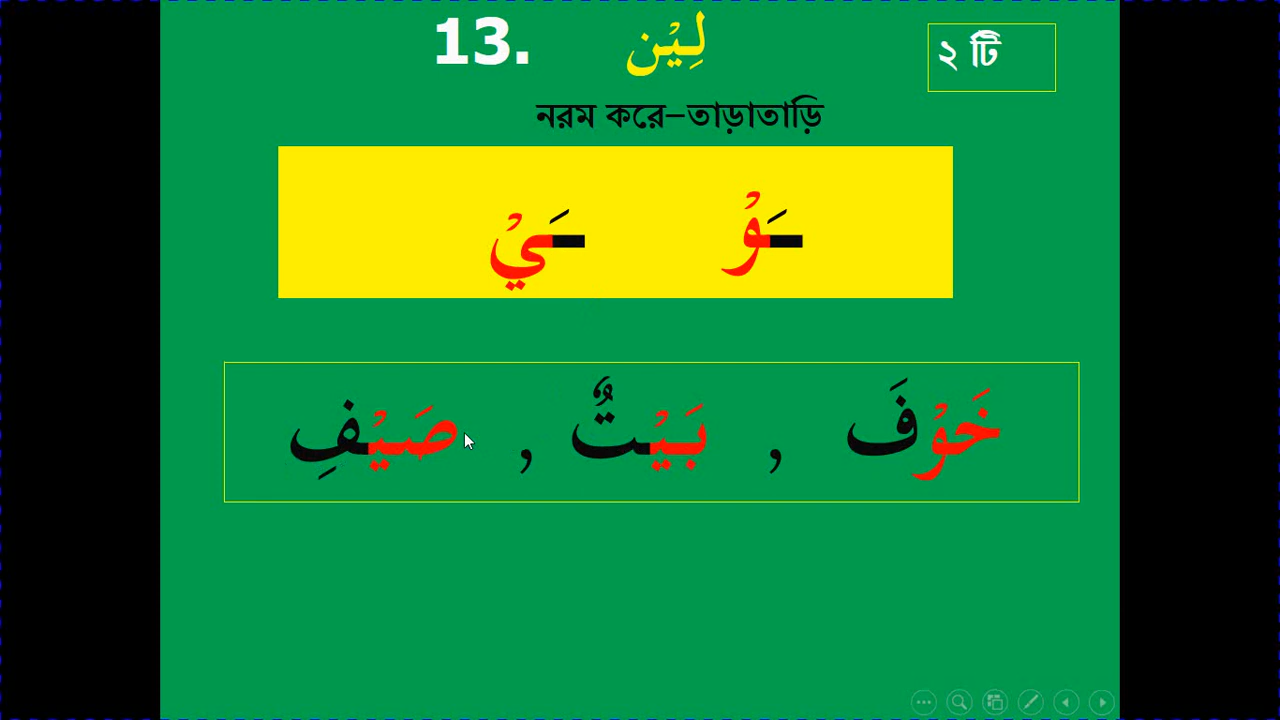 13. لِيْن
২ টি
নরম করে–তাড়াতাড়ি
ـَوْ ـَيْ
خَوْفَ , بَيْتٌ , صَيْفِ